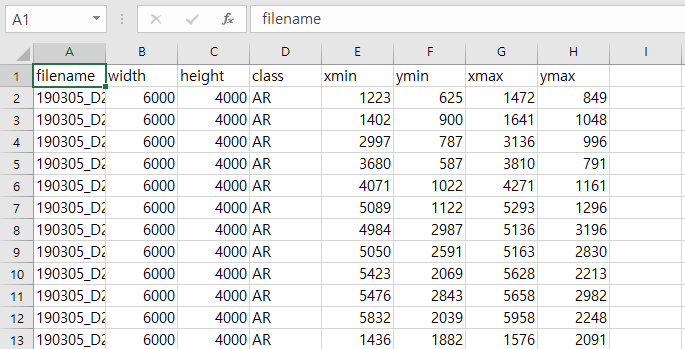 A1 fx filename
A B C D E F G H I
1 filename width height class xmin ymin xmax ymax
2 190305_D2 6000 4000 AR 1223 625 1472 849
3 190305_D2 6000 4000 AR 1402 900 1641 1048
4 190305_D2 6000 4000 AR 2997 787 3136 996
5 190305_D2 6000 4000 AR 3680 587 3810 791
6 190305_D2 6000 4000 AR 4071 1022 4271 1161
7 190305_D2 6000 4000 AR 5089 1122 5293 1296
8 190305_D2 6000 4000 AR 4984 2987 5136 3196
9 190305_D2 6000 4000 AR 5050 2591 5163 2830
10 190305_D2 6000 4000 AR 5423 2069 5628 2213
11 190305_D2 6000 4000 AR 5476 2843 5658 2982
12 190305_D2 6000 4000 AR 5832 2039 5958 2248
13 190305_D2 6000 4000 AR 1436 1882 1576 2091